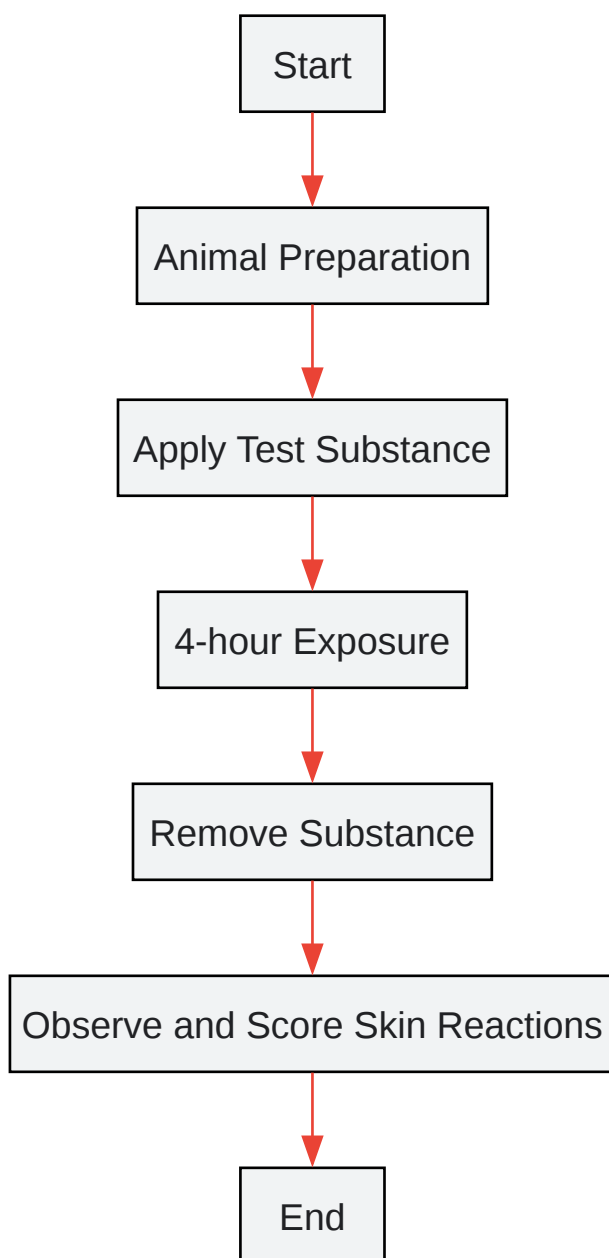 Start
Animal Preparation
Apply Test Substance
4-hour Exposure
Remove Substance
Observe and Score Skin Reactions
End